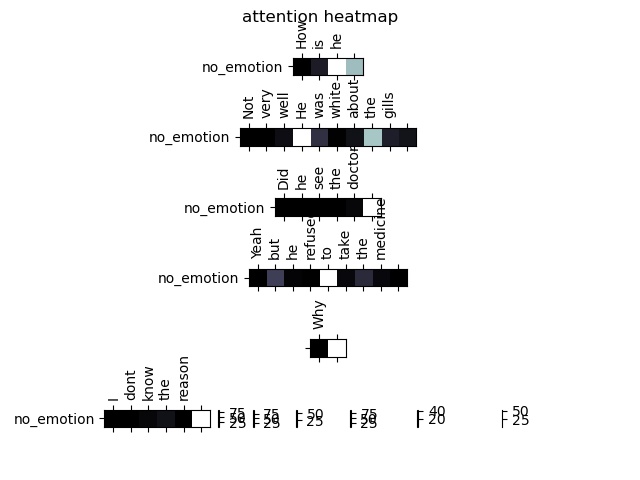 attention heatmap
How is he
no_emotion
Not very well He was white about the gills
no_emotion
Did he see the doctor
no_emotion
Yeah but he refused to take the medicine
no_emotion
Why
I dont know the reason
no_emotion
75 75 50 75 40 50
50 50 25 50 20 25
25 25 25